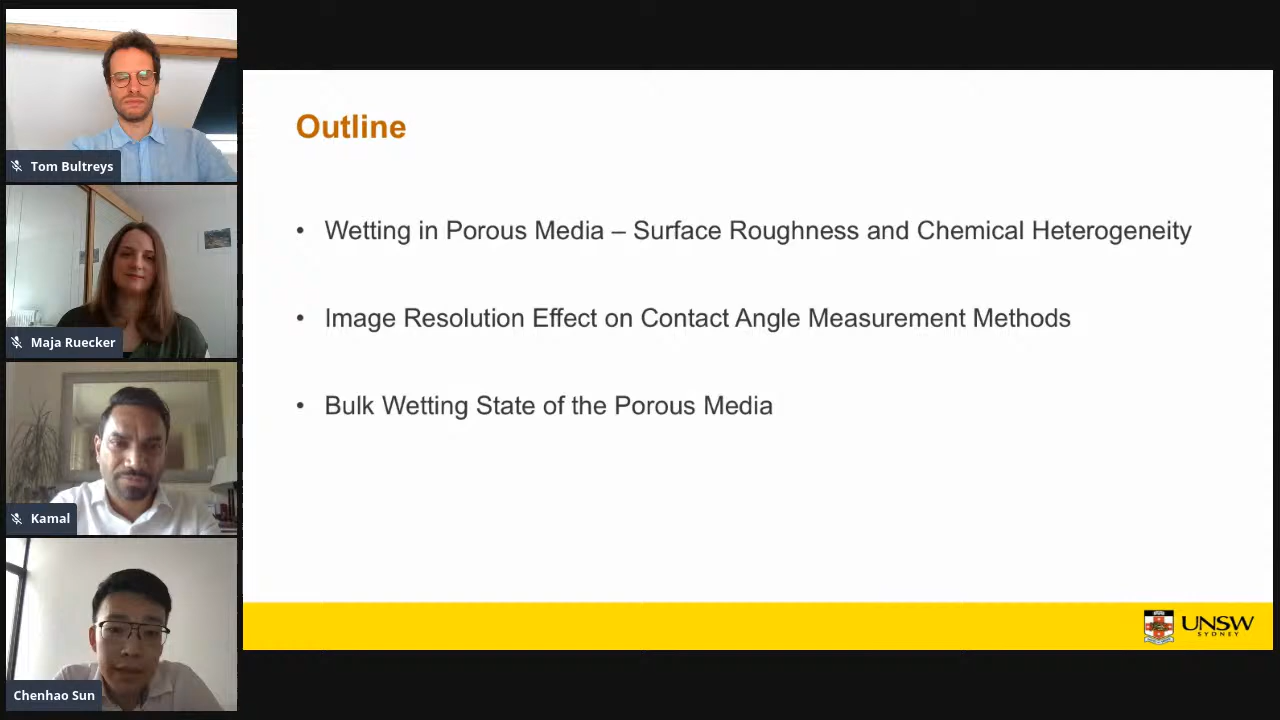 Tom Bultreys
Maja Ruecker
Kamal
Chenhao Sun
Outline
• Wetting in Porous Media – Surface Roughness and Chemical Heterogeneity
• Image Resolution Effect on Contact Angle Measurement Methods
• Bulk Wetting State of the Porous Media
UNSW
SYDNEY